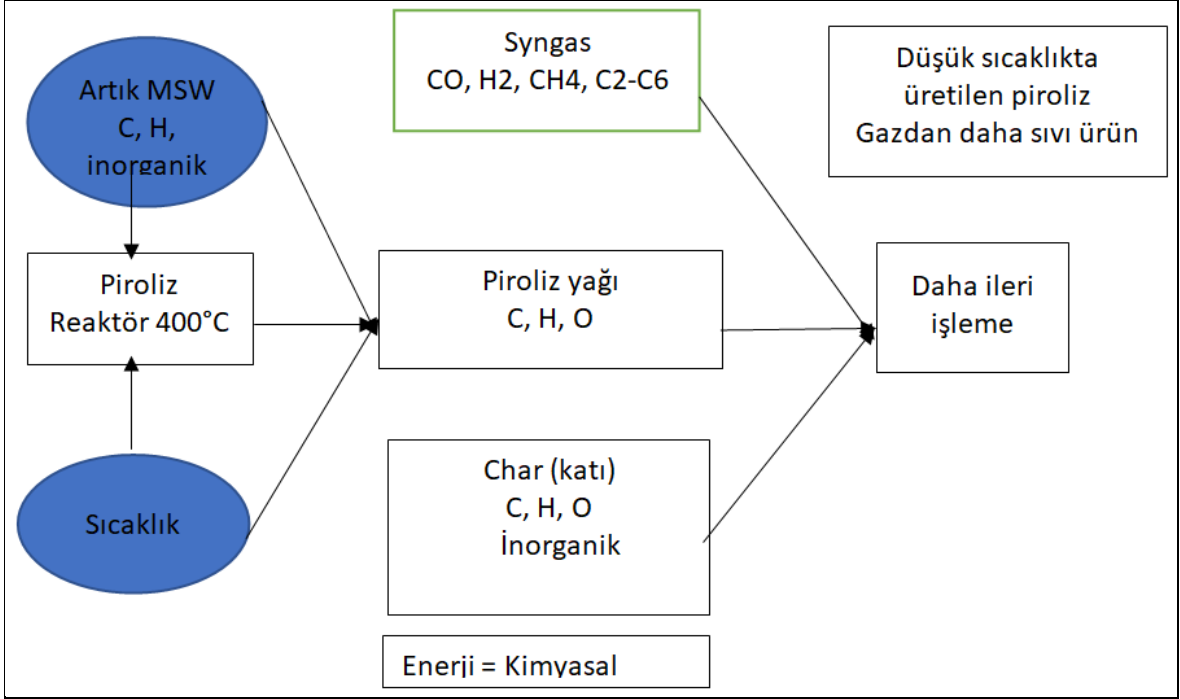 Artık MSW
C, H,
inorganik
Piroliz
Reaktör 400°C
Sıcaklık
Syngas
CO, H2, CH4, C2-C6
Piroliz yağı
C, H, O
Char (katı)
C, H, O
İnorganik
Enerji = Kimyasal
Düşük sıcaklıkta
üretilen piroliz
Gazdan daha sıvı ürün
Daha ileri
işleme